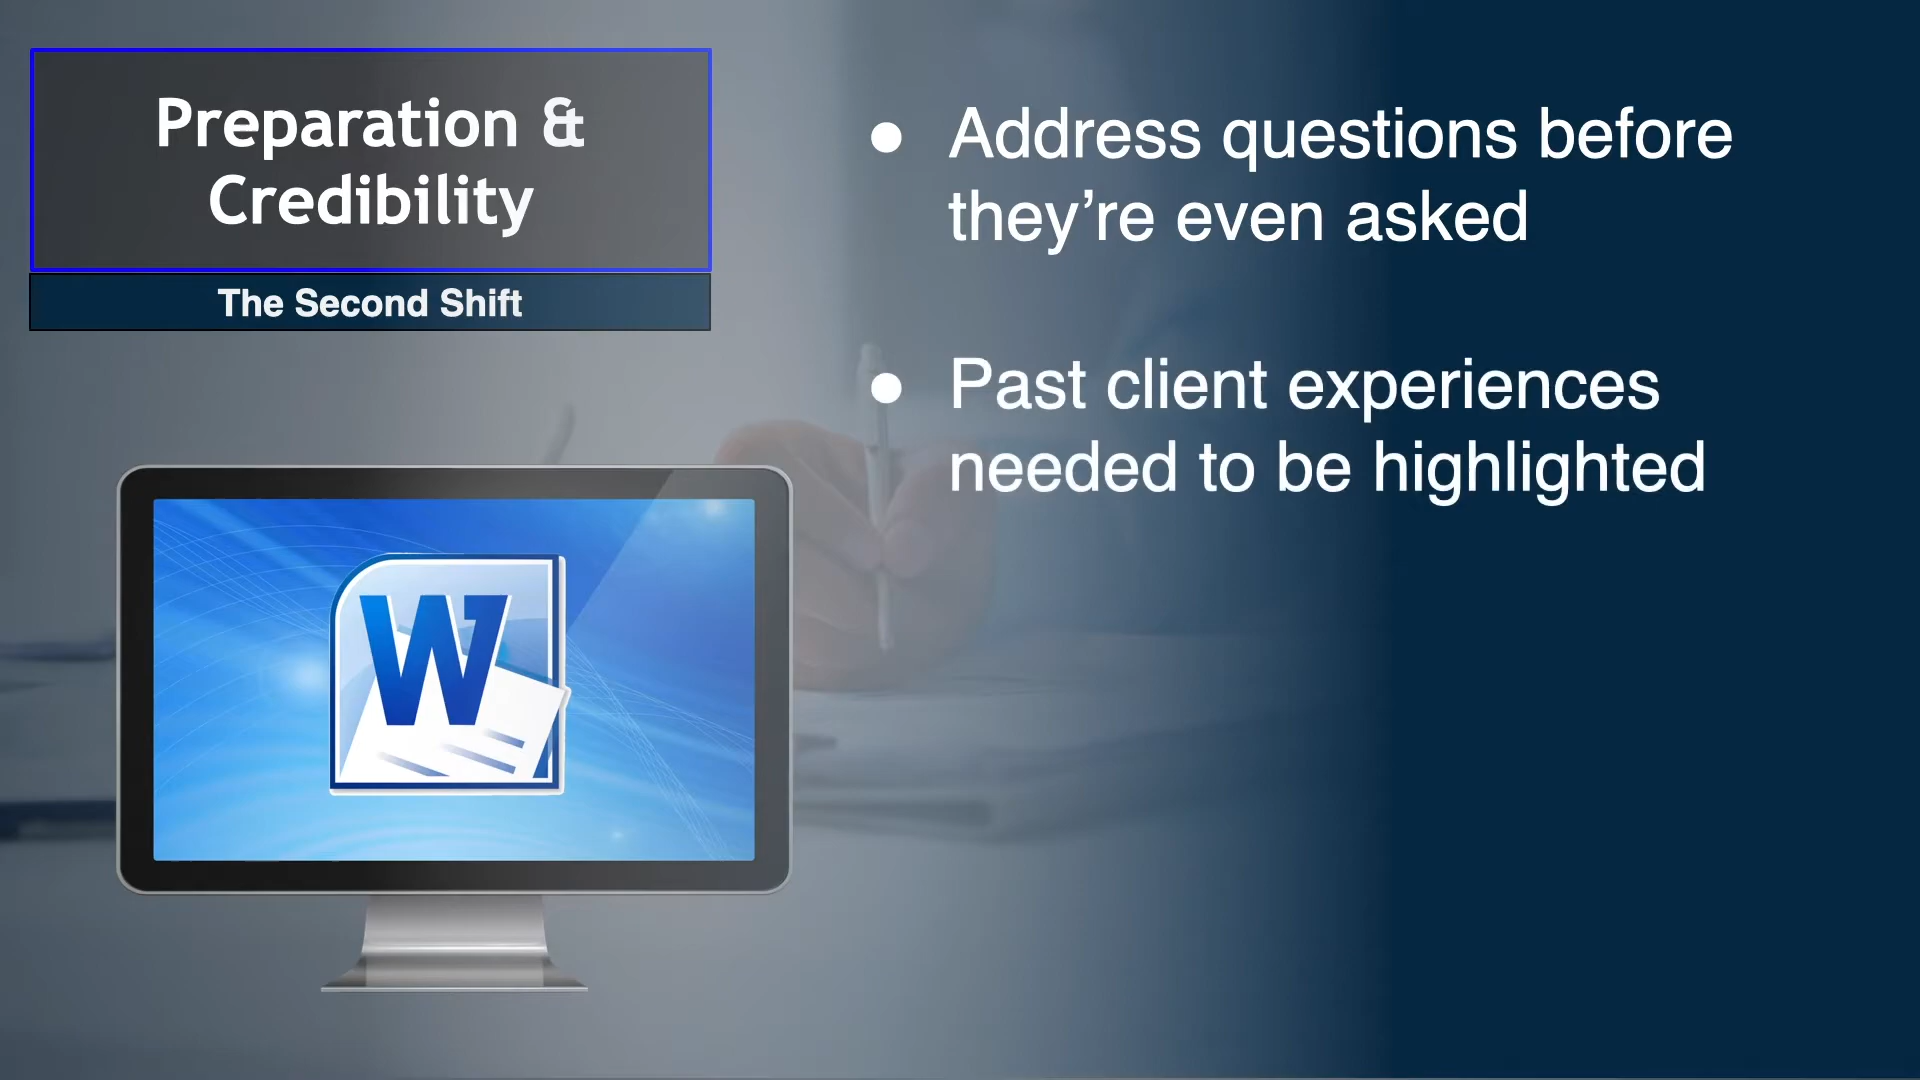 Preparation &
Credibility
The Second Shift
● Address questions before
they’re even asked
● Past client experiences
needed to be highlighted
W